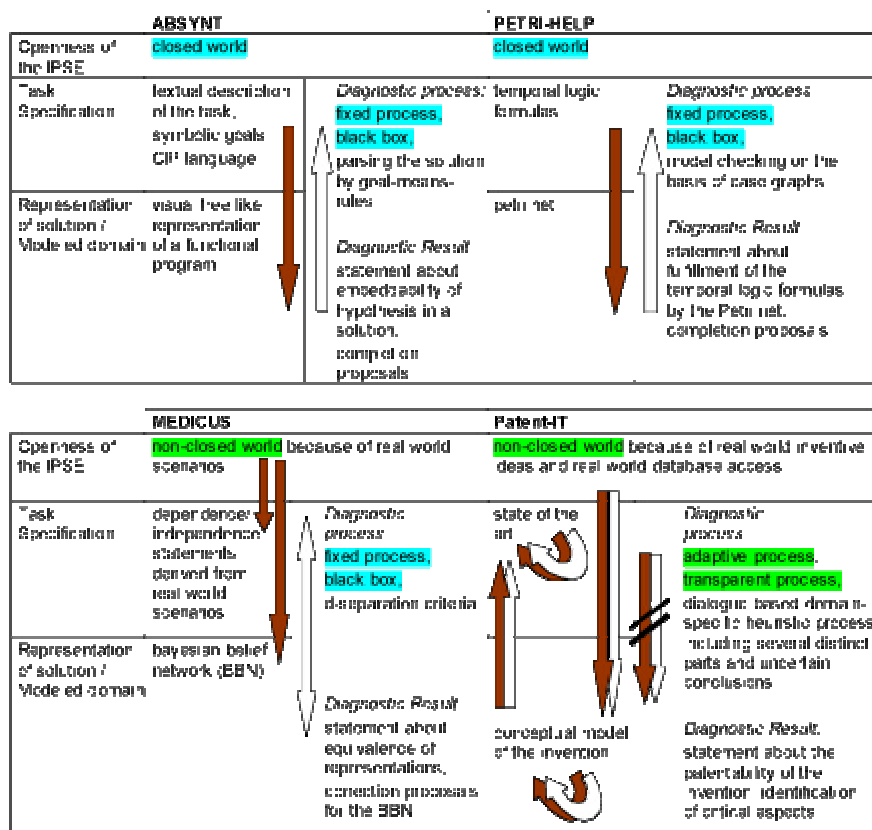 ABSYNT
PETRI-HELP
Openness of
the IPSE
closed world
closed world
Task
Specification
textual description
of the task,
symbolic goals
Diagnostic process:
fixed process,
black box,
parsing the solution
by goal-means-
rules
temporal logic
formulas
Diagnostic process
fixed process,
black box,
model checking on the
basis of case graphs
Representation
of solution /
Modeled domain
visual tree like
representation
of a functional
program
Diagnostic Result
statement about
embeddability of
hypothesis in a
solution,
completion
proposals
petri net
Diagnostic Result
statement about
fulfillment of the
temporal logic formulas
by the Petri net,
completion proposals
MEDICUS
Patent-IT
Openness of
the IPSE
non-closed world because of real world
scenarios
non-closed world because of real world inventive
ideas and real world database access
Task
Specification
dependence/
independence
statements
derived from
real world
scenarios
Diagnostic
process
fixed process,
black box,
d-separation criteria
state of the
art
Diagnostic
process
adaptive process,
transparent process,
dialogue based domain-
specific heuristic process
including several distinct
parts and uncertain
conclusions
Representation
of solution /
Modeled domain
bayesian belief
network (BBN)
Diagnostic Result
statement about
equivalence of
representations,
correction proposals
for the BBN
conceptual model
of the invention
Diagnostic Result.
statement about the
patentability of the
invention identification
of critical aspects